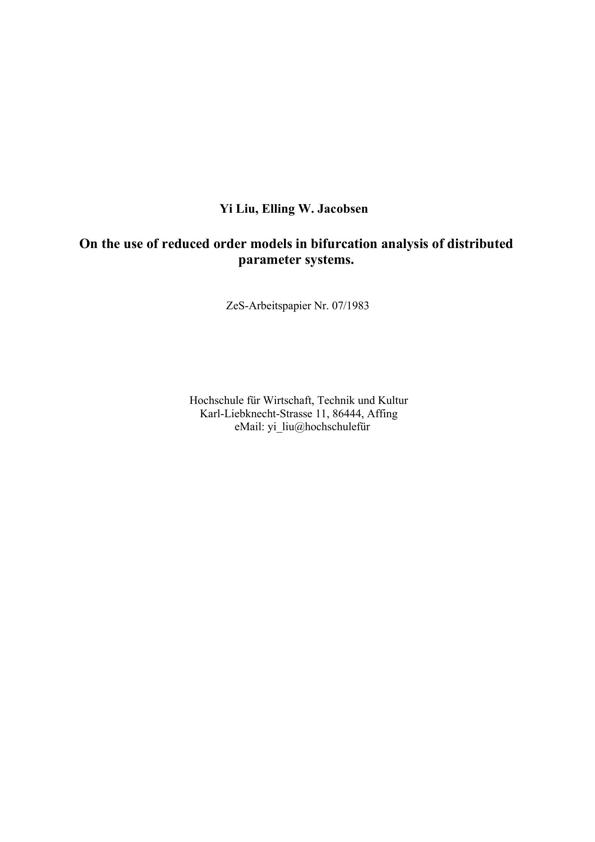 Yi Liu, Elling W. Jacobsen
On the use of reduced order models in bifurcation analysis of distributed
parameter systems.
ZeS-Arbeitspapier Nr. 07/1983
Hochschule für Wirtschaft, Technik und Kultur
Karl-Liebknecht-Strasse 11, 86444, Affing
eMail: yi_liu@hochschulefür